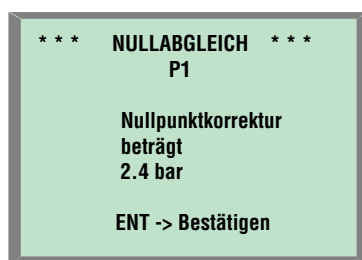 * * * NULLABGLEICH * * *
P1
Nullpunktkorrektur
beträgt
2.4 bar
ENT -> Bestätigen